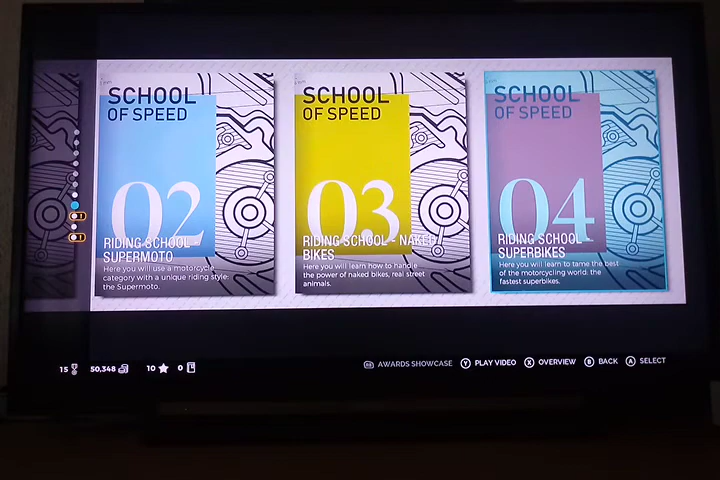 SCHOOL
OF SPEED
02
RIDING SCHOOL -
SUPERMOTO
Here you will use a motorcycle
category with a unique riding style:
the Supermoto.
SCHOOL
OF SPEED
03
RIDING SCHOOL - NAKED
BIKES
Here you will learn how to handle
the power of naked bikes, real street
animals.
SCHOOL
OF SPEED
04
RIDING SCHOOL -
SUPERBIKES
Here you will learn to tame the best
of the motorcycling world: the
fastest superbikes.
15 50,348 10 0
AWARDS SHOWCASE Y PLAY VIDEO X OVERVIEW B BACK A SELECT